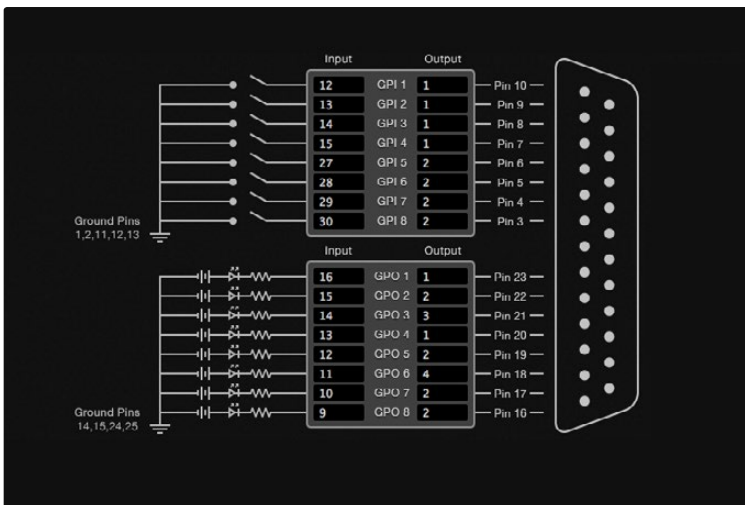 Input Output
12 GPI 1 1 Pin 10
13 GPI 2 1 Pin 9
14 GPI 3 1 Pin 8
15 GPI 4 1 Pin 7
27 GPI 5 2 Pin 6
28 GPI 6 2 Pin 5
29 GPI 7 2 Pin 4
30 GPI 8 2 Pin 3
Ground Pins
1,2,11,12,13
Input Output
16 GPO 1 1 Pin 23
15 GPO 2 2 Pin 22
14 GPO 3 3 Pin 21
13 GPO 4 1 Pin 20
12 GPO 5 2 Pin 19
11 GPO 6 4 Pin 18
10 GPO 7 2 Pin 17
9 GPO 8 2 Pin 16
Ground Pins
14,15,24,25